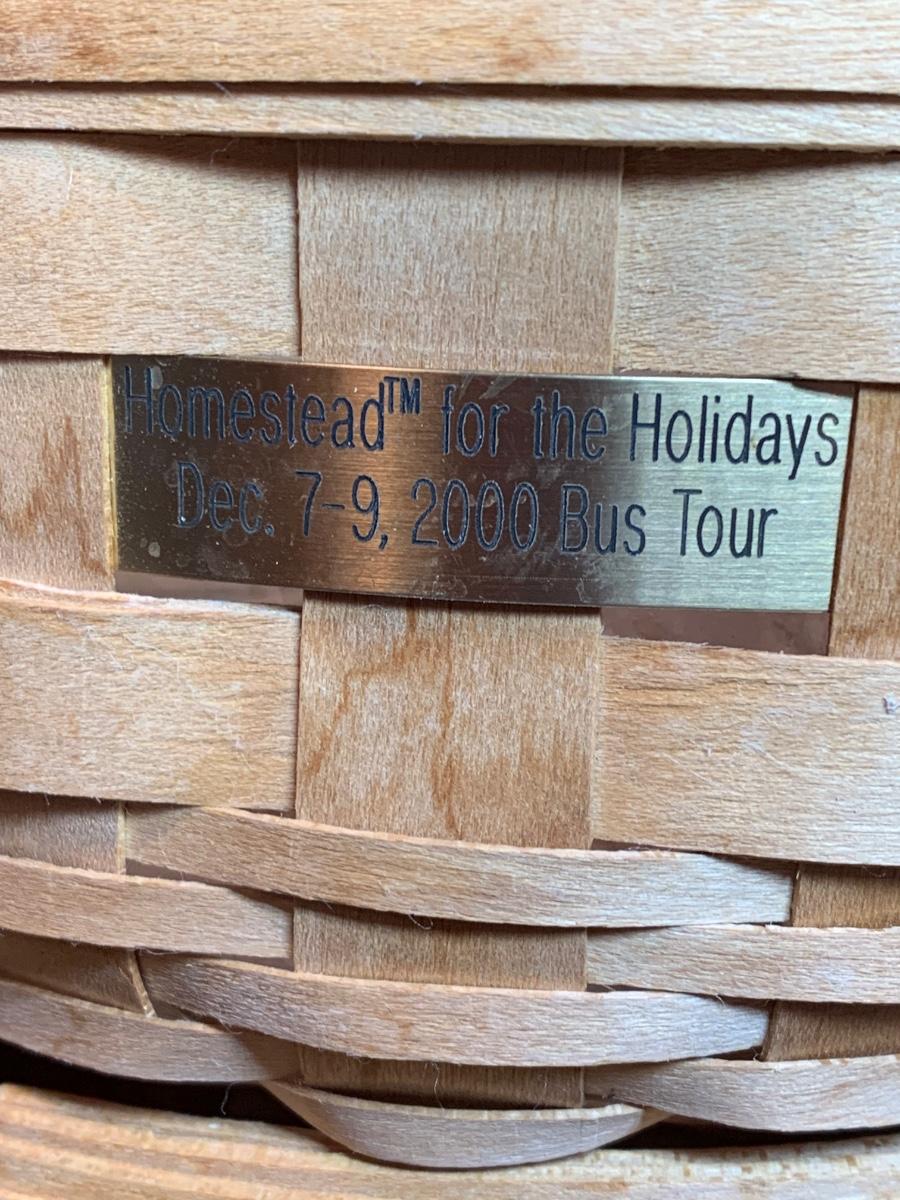 Homestead™ for the Holidays
Dec. 7-9, 2000 Bus Tour